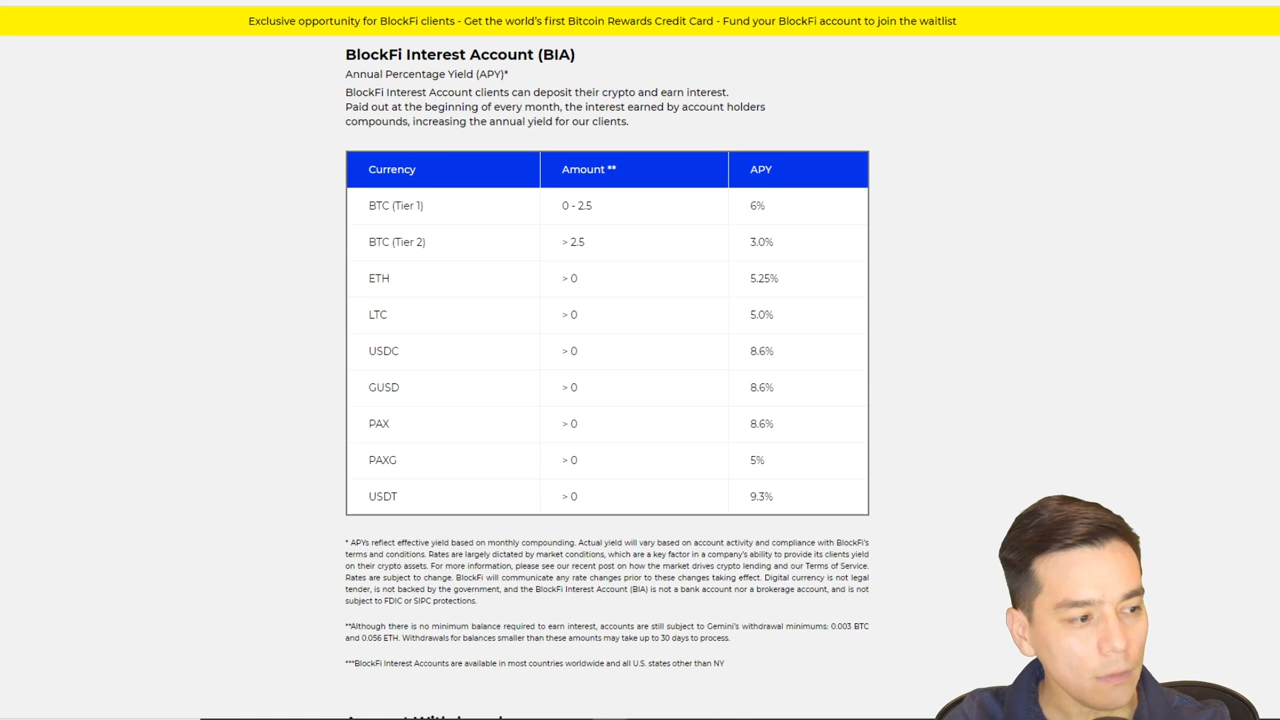 Exclusive opportunity for BlockFi clients - Get the world's first Bitcoin Rewards Credit Card - Fund your BlockFi account to join the waitlist
BlockFi Interest Account (BIA)
Annual Percentage Yield (APY)*
BlockFi Interest Account clients can deposit their crypto and earn interest.
Paid out at the beginning of every month, the interest earned by account holders
compounds, increasing the annual yield for our clients.
Currency Amount ** APY
BTC (Tier 1) 0 - 2.5 6%
BTC (Tier 2) > 2.5 3.0%
ETH > 0 5.25%
LTC > 0 5.0%
USDC > 0 8.6%
GUSD > 0 8.6%
PAX > 0 8.6%
PAXG > 0 5%
USDT > 0 9.3%
* APYs reflect effective yield based on monthly compounding. Actual yield will vary based on account activity and compliance with BlockFi's
terms and conditions. Rates are largely dictated by market conditions, which are a key factor in a company's ability to provide its clients yield
on their crypto assets. For more information, please see our recent post on how the market drives crypto lending and our Terms of Service.
Rates are subject to change. BlockFi will communicate any rate changes prior to these changes taking effect. Digital currency is not legal
tender, is not backed by the government, and the BlockFi Interest Account (BIA) is not a bank account nor a brokerage account, and is not
subject to FDIC or SIPC protections.
**Although there is no minimum balance required to earn interest, accounts are still subject to Gemini's withdrawal minimums: 0.003 BTC
and 0.056 ETH. Withdrawals for balances smaller than these amounts may take up to 30 days to process.
***BlockFi Interest Accounts are available in most countries worldwide and all U.S. states other than NY